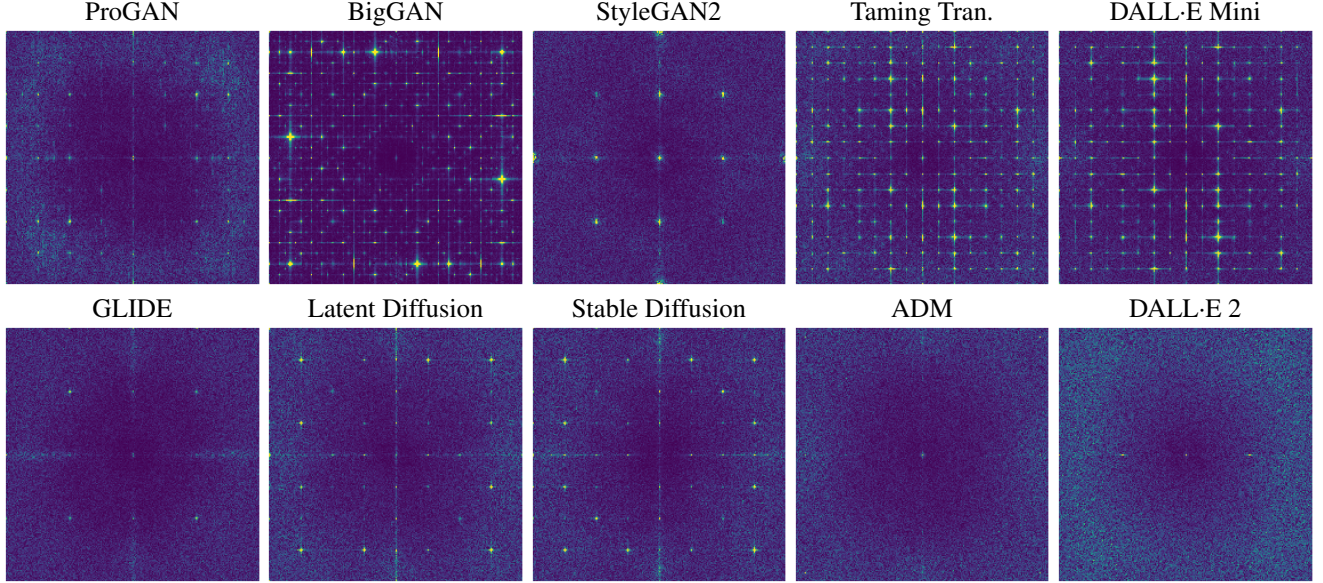 ProGAN BigGAN StyleGAN2 Taming Tran. DALL·E Mini
GLIDE Latent Diffusion Stable Diffusion ADM DALL·E 2